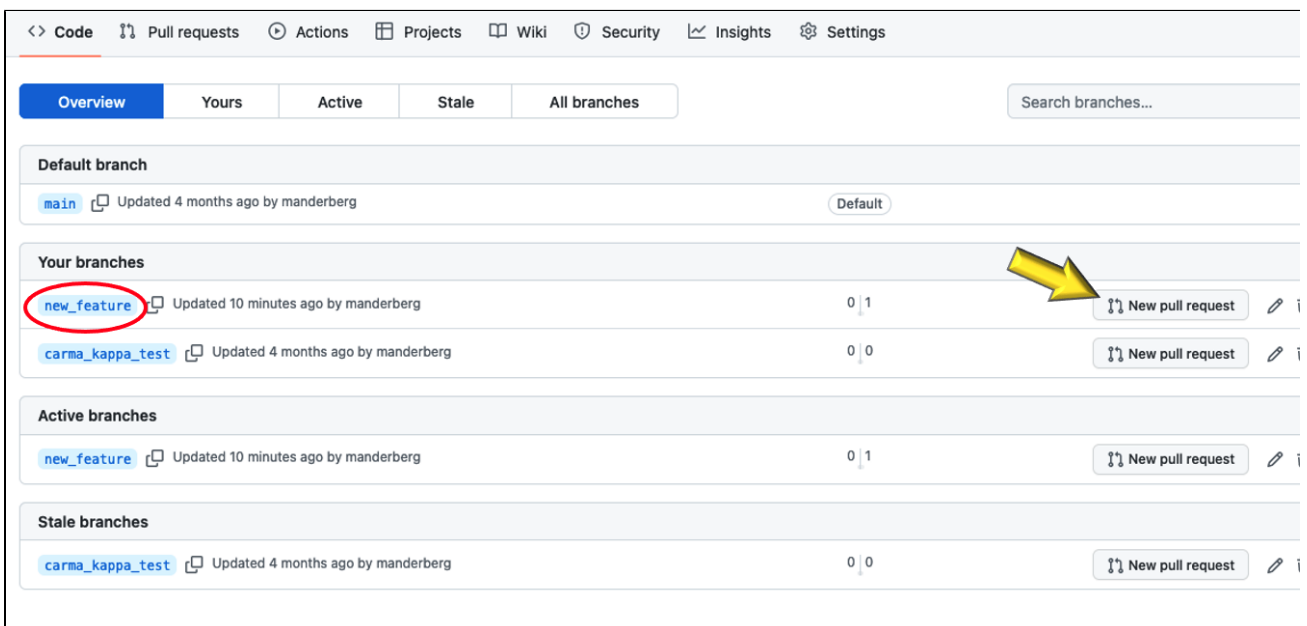 Code Pull requests Actions Projects Wiki Security Insights Settings
Overview Yours Active Stale All branches Search branches...
Default branch
main Updated 4 months ago by manderberg Default
Your branches
new_feature Updated 10 minutes ago by manderberg 0 1 New pull request
carma_kappa_test Updated 4 months ago by manderberg 0 0 New pull request
Active branches
new_feature Updated 10 minutes ago by manderberg 0 1 New pull request
Stale branches
carma_kappa_test Updated 4 months ago by manderberg 0 0 New pull request